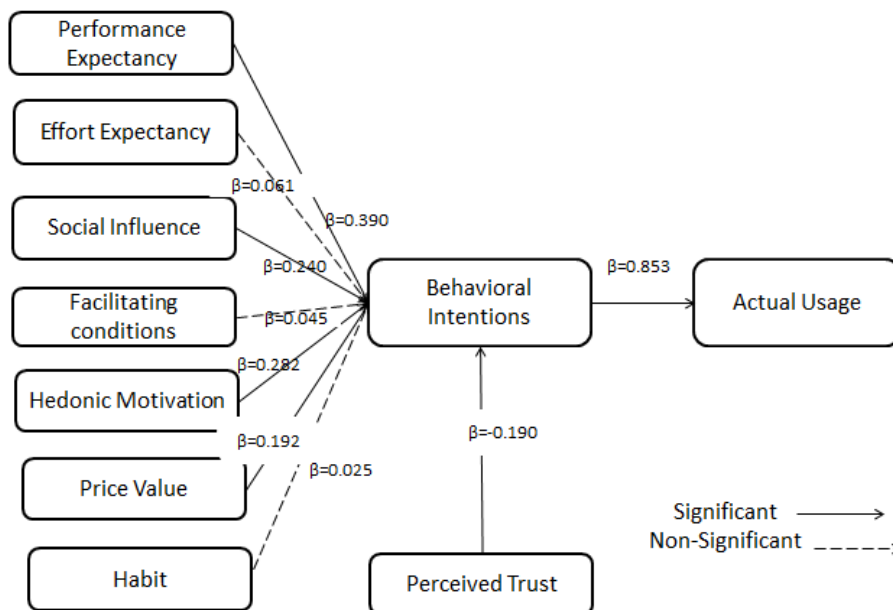 Performance
Expectancy
Effort Expectancy
β=0.061
Social Influence
β=0.390
β=0.240
β=0.853
Facilitating
conditions
β=0.045
Behavioral
Intentions
Actual Usage
β=0.282
Hedonic Motivation
β=0.192
β=-0.190
β=0.025
Price Value
Significant
Non-Significant
Habit
Perceived Trust